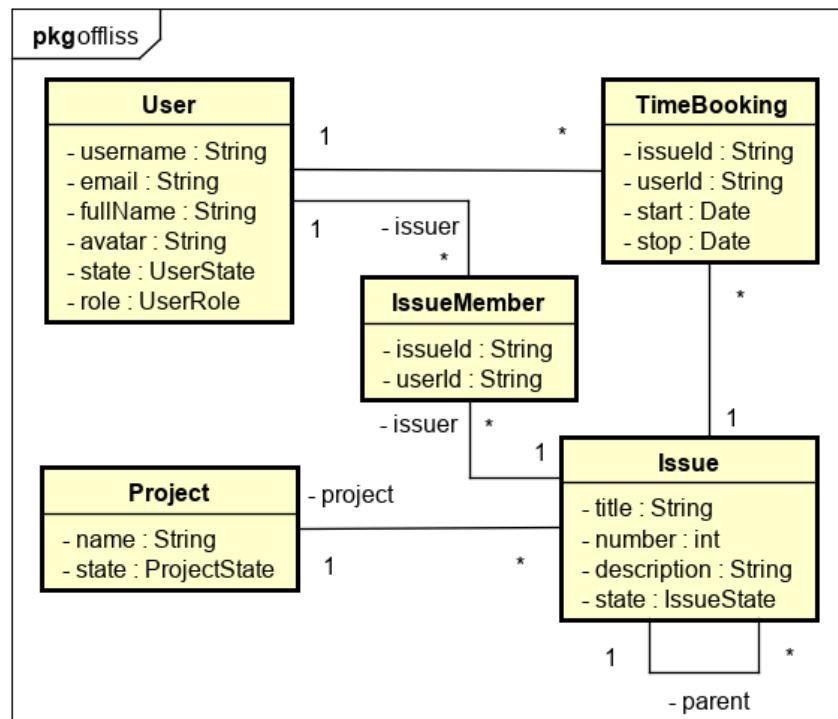 pkg offliss
User
- username : String
- email : String
- fullName : String
- avatar : String
- state : UserState
- role : UserRole
1
*
TimeBooking
- issueId : String
- userId : String
- start : Date
- stop : Date
1
- issuer
*
IssueMember
- issueId : String
- userId : String
- issuer
*
1
*
1
Project
- name : String
- state : ProjectState
- project
1
*
Issue
- title : String
- number : int
- description : String
- state : IssueState
1
*
- parent